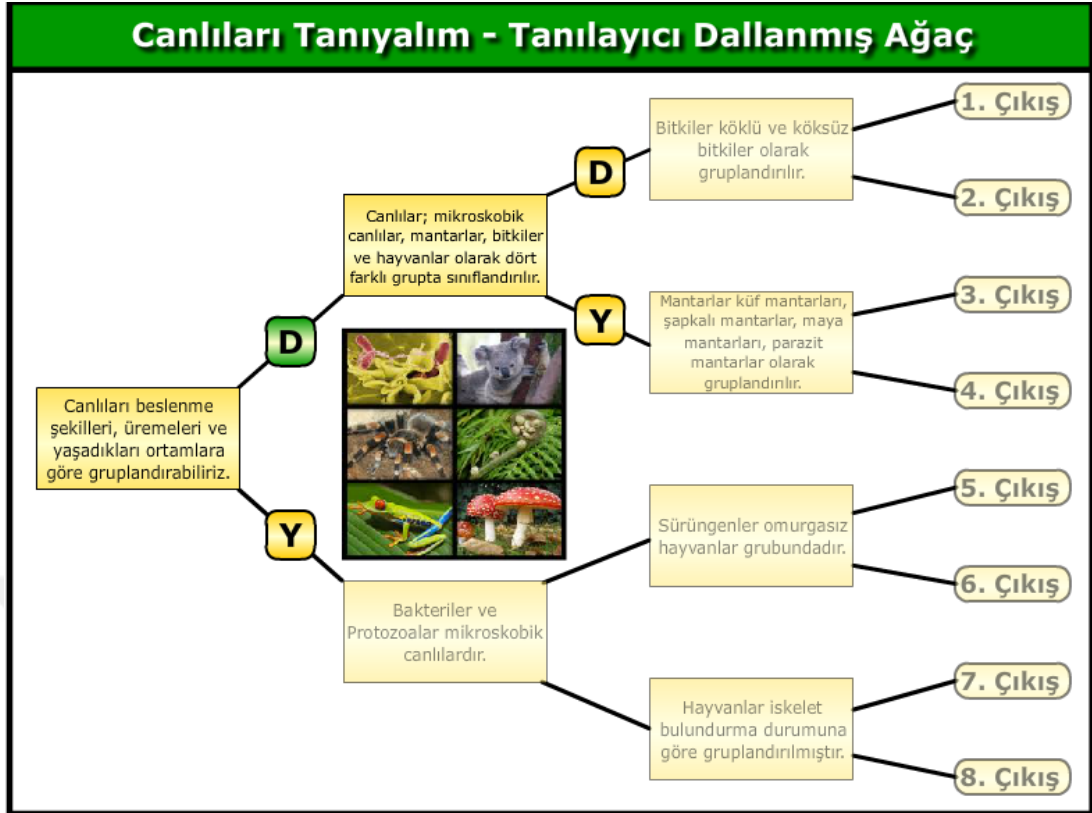 Canlıları Tanıyalım - Tanılayıcı Dallanmış Ağaç
Canlıları beslenme
şekilleri, üremeleri ve
yaşadıkları ortamlara
göre gruplandırabiliriz.
D
Y
Canlılar; mikroskobik
canlılar, mantarlar, bitkiler
ve hayvanlar olarak dört
farklı grupta sınıflandırılır.
D
Y
Bakteriler ve
Protozoalar mikroskobik
canlılardır.
Bitkiler köklü ve köksüz
bitkiler olarak
gruplandırılır.
Mantarlar küf mantarları,
şapkalı mantarlar, maya
mantarları, parazit
mantarlar olarak
gruplandırılır.
Sürüngenler omurgasız
hayvanlar grubundadır.
Hayvanlar iskelet
bulundurma durumuna
göre gruplandırılmıştır.
1. Çıkış
2. Çıkış
3. Çıkış
4. Çıkış
5. Çıkış
6. Çıkış
7. Çıkış
8. Çıkış